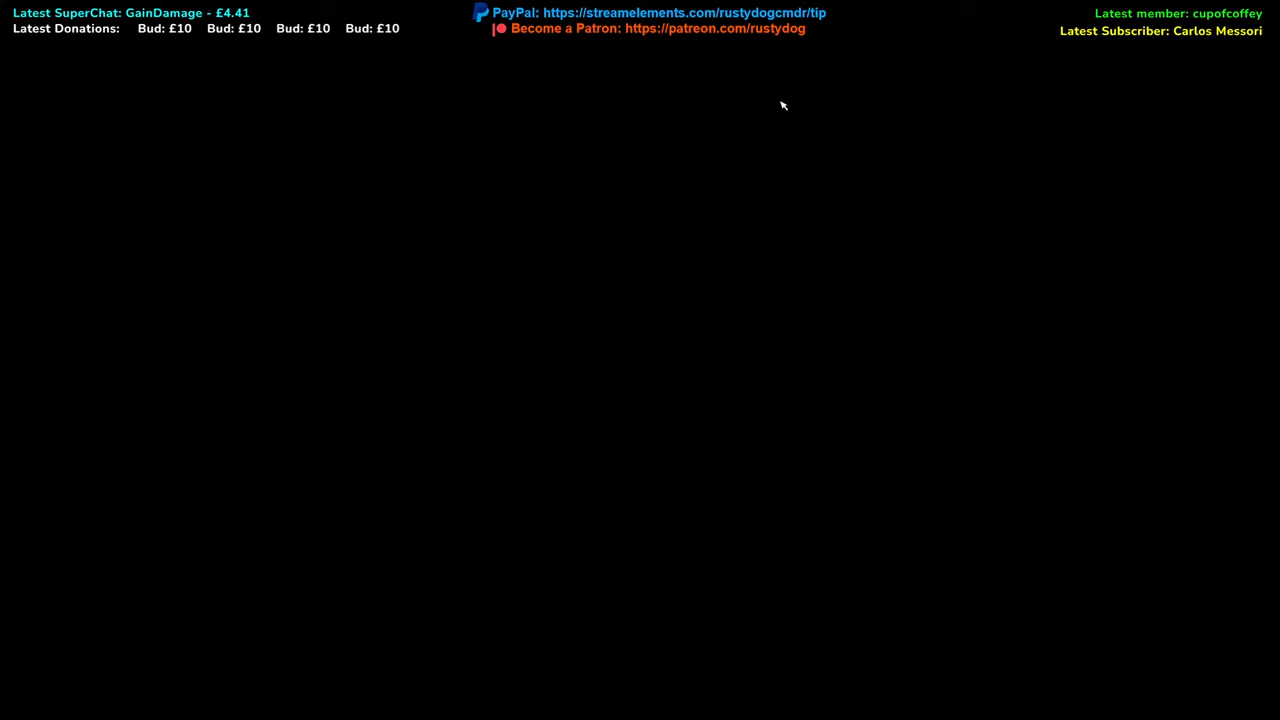 Latest SuperChat: GainDamage - £4.41
Latest Donations: Bud: £10 Bud: £10 Bud: £10 Bud: £10
PayPal: https://streamelements.com/rustydogcmdr/tip
Become a Patron: https://patreon.com/rustydog
Latest member: cupofcoffey
Latest Subscriber: Carlos Messori